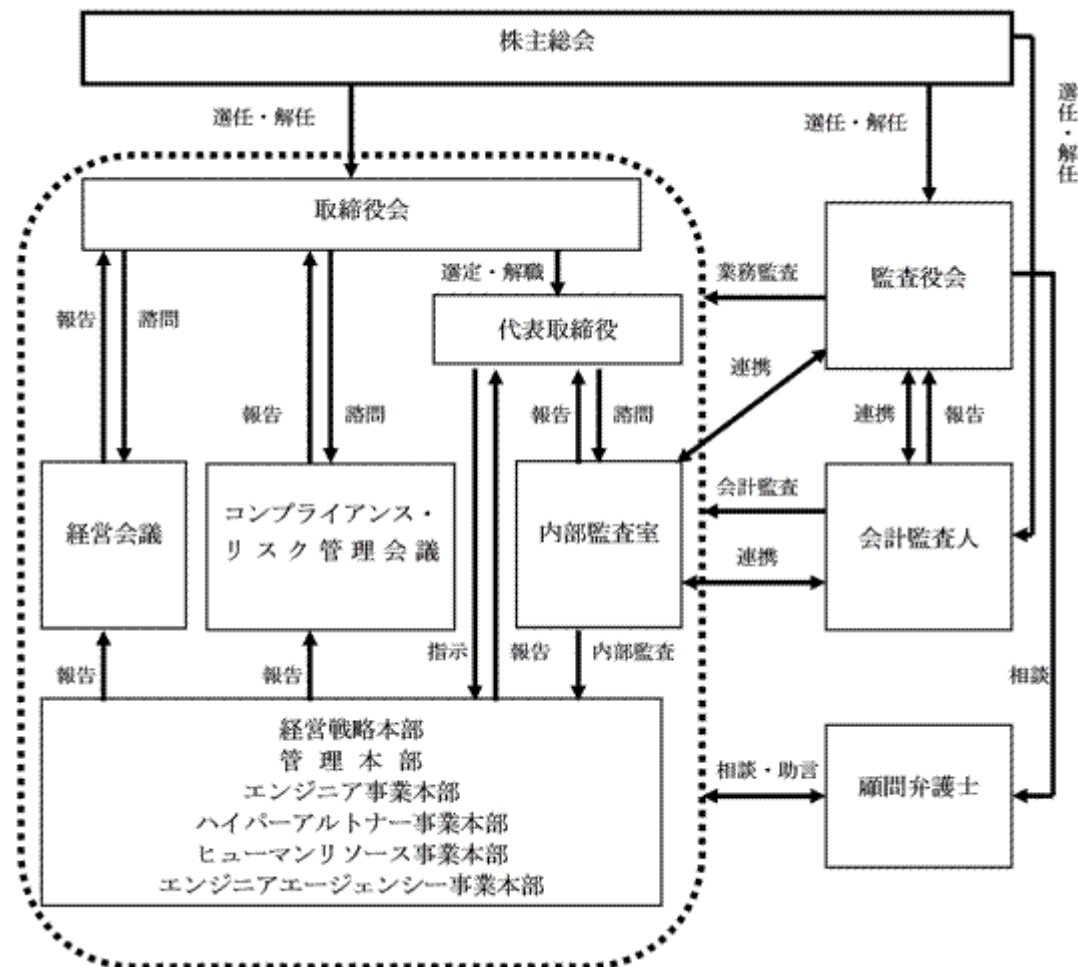 株主総会
選任・解任
選任・解任
選任・解任
取締役会
選定・解職
代表取締役
業務監査
監査役会
報告
諮問
報告
諮問
報告
諮問
連携
連携
報告
経営会議
コンプライアンス・
リスク管理会議
内部監査室
会計監査
連携
会計監査人
報告
報告
指示
報告
内部監査
相談
経営戦略本部
管理本部
エンジニア事業本部
ハイパーアルトナー事業本部
ヒューマンリソース事業本部
エンジニアエージェンシー事業本部
相談・助言
顧問弁護士